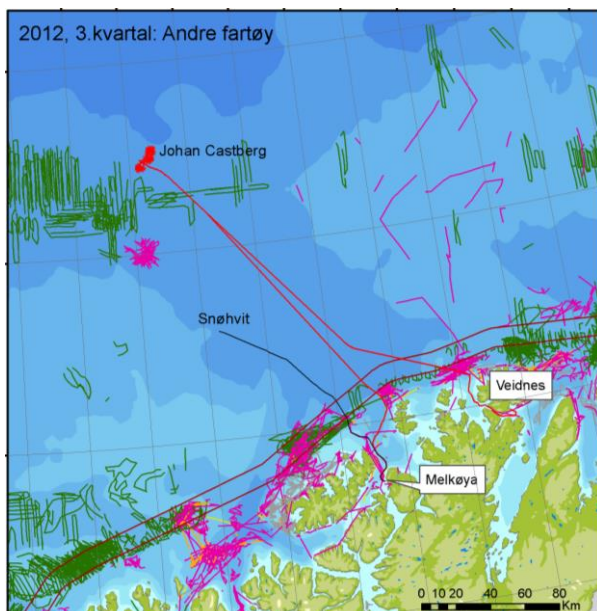 2012, 3.kvartal: Andre fartøy
Johan Castberg
Snøhvit
Veidnes
Melkøya
0 10 20 40 60 80
Km